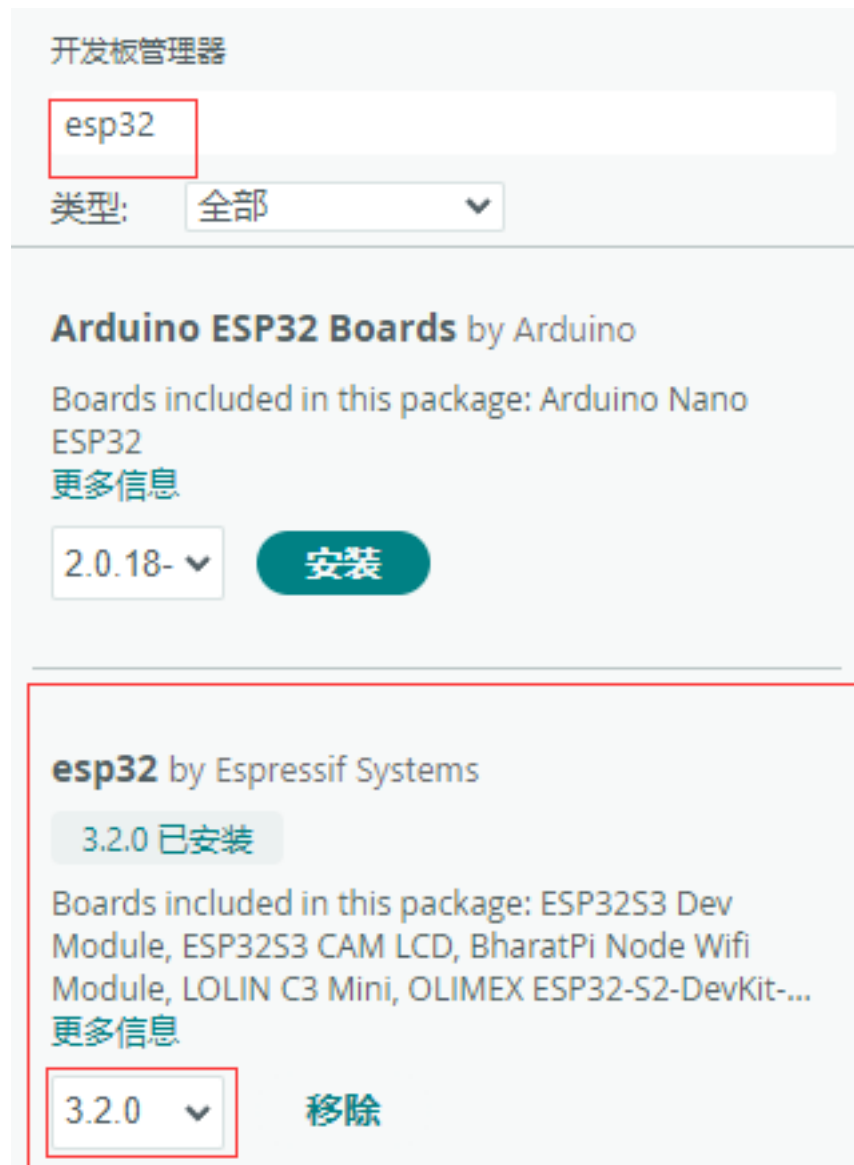 开发板管理器
esp32
类型: 全部
Arduino ESP32 Boards by Arduino
Boards included in this package: Arduino Nano
ESP32
更多信息
2.0.18- 安装
esp32 by Espressif Systems
3.2.0 已安装
Boards included in this package: ESP32S3 Dev
Module, ESP32S3 CAM LCD, BharatPi Node Wifi
Module, LOLIN C3 Mini, OLIMEX ESP32-S2-DevKit-...
更多信息
3.2.0 移除